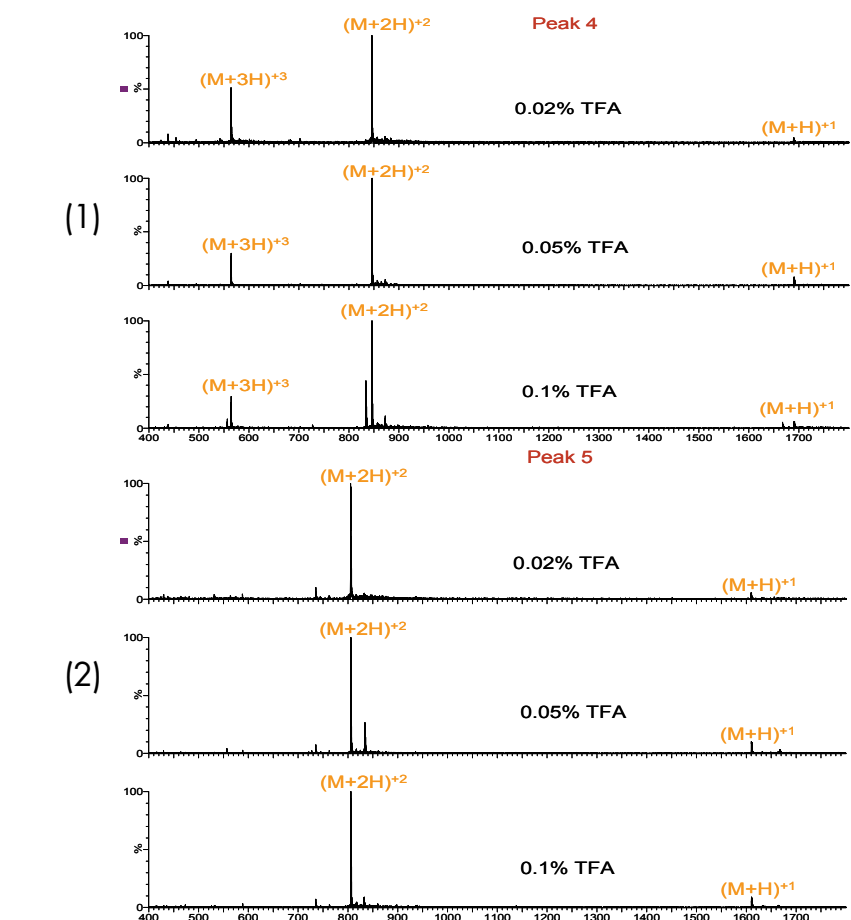 Peak 4
(M+2H)+2
100
(M+3H)+3
%
0.02% TFA
(M+H)+1
0
(M+2H)+2
100
(1)
(M+3H)+3
%
0.05% TFA
(M+H)+1
0
(M+2H)+2
100
(M+3H)+3
%
0.1% TFA
(M+H)+1
0
400 500 600 700 800 900 1000 1100 1200 1300 1400 1500 1600 1700
Peak 5
(M+2H)+2
100
%
0.02% TFA
(M+H)+1
0
(M+2H)+2
100
(2)
%
0.05% TFA
(M+H)+1
0
(M+2H)+2
100
%
0.1% TFA
(M+H)+1
0
400 500 600 700 800 900 1000 1100 1200 1300 1400 1500 1600 1700